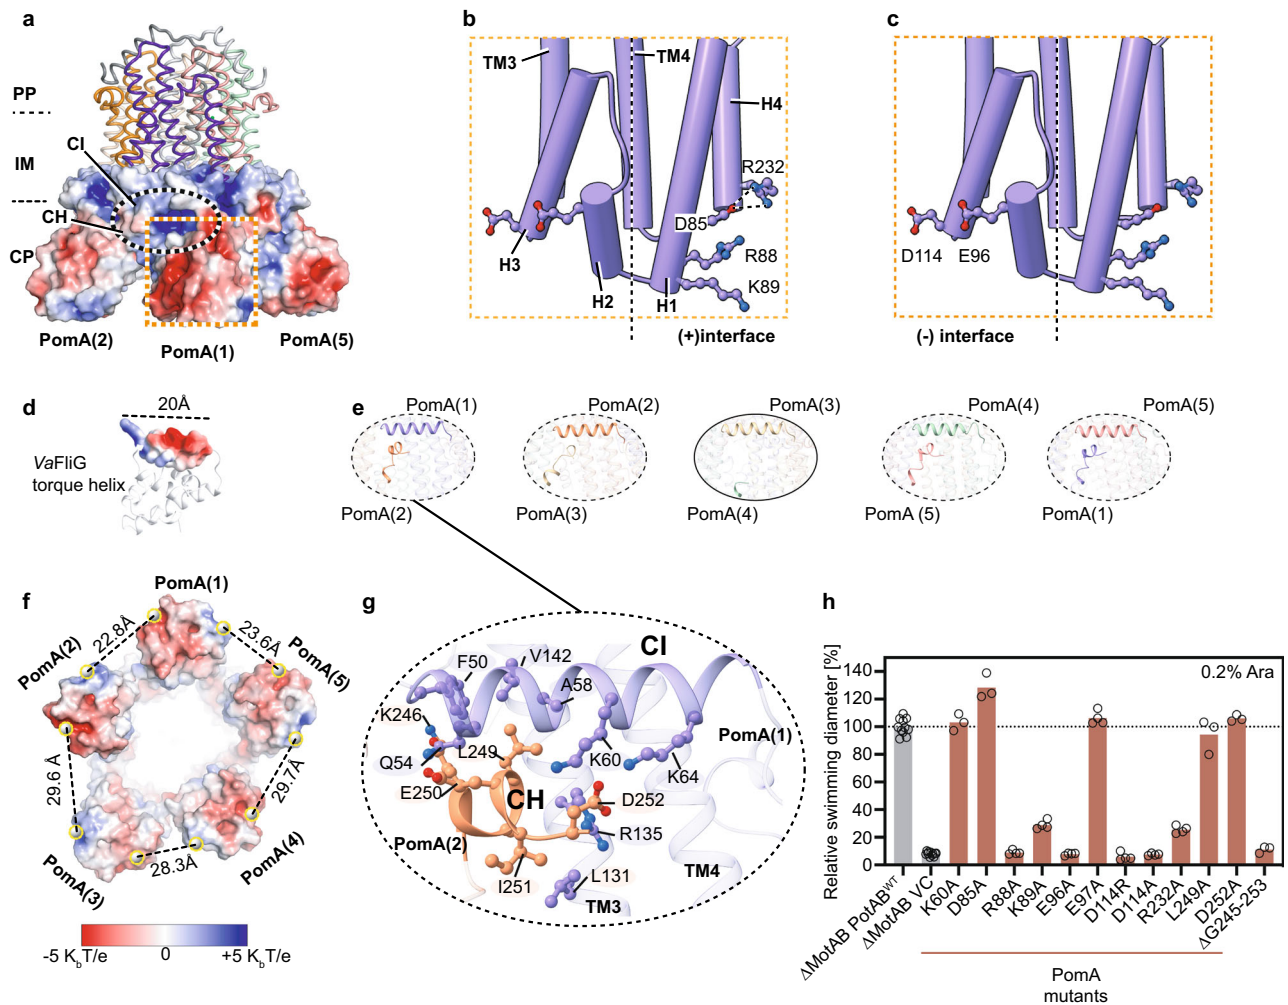 a
PP
CI
IM
CH
CP
PomA(2)
PomA(1)
PomA(5)
b
TM3
TM4
H4
R232
D85
R88
K89
H3
H2
H1
(+)interface
c
D114
E96
(-) interface
d
20Å
VaFliG
torque helix
e
PomA(1)
PomA(2)
PomA(2)
PomA(3)
PomA(3)
PomA(4)
PomA(4)
PomA (5)
PomA(5)
PomA(1)
f
PomA(1)
22.8Å
23.6Å
PomA(2)
PomA(5)
29.6 Å
29.7Å
28.3Å
PomA(3)
PomA(4)
-5 KbT/e
0
+5 KbT/e
g
CI
F50
V142
A58
K246
Q54
L249
K60
K64
PomA(1)
E250
CH
D252
R135
PomA(2)
I251
L131
TM3
TM4
h
Relative swimming diameter [%]
0.2% Ara
140
120
100
80
60
40
20
0
ΔMotAB PotABWT
ΔMotAB VC
K60A
D85A
R88A
K89A
E96A
E97A
D114R
D114A
R232A
L249A
D252A
ΔG245-253
PomA
mutants